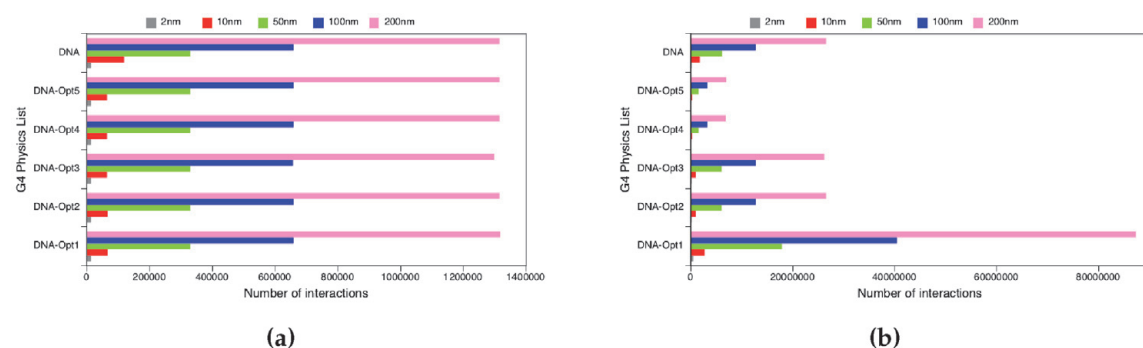 2nm 10nm 50nm 100nm 200nm
DNA
DNA-Opt5
DNA-Opt4
DNA-Opt3
DNA-Opt2
DNA-Opt1
G4 Physics List
0 200000 400000 600000 800000 1000000 1200000 1400000
Number of interactions
(a)
2nm 10nm 50nm 100nm 200nm
DNA
DNA-Opt5
DNA-Opt4
DNA-Opt3
DNA-Opt2
DNA-Opt1
G4 Physics List
0 20000000 40000000 60000000 80000000
Number of interactions
(b)